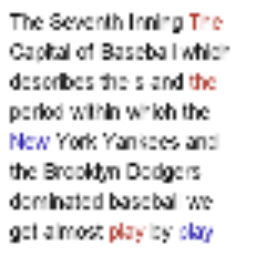 The Seventh Inning The
Capital of Baseball which
describes the s and the
period within which the
New York Yankees and
the Brooklyn Dodgers
dominated baseball we
get almost play by play